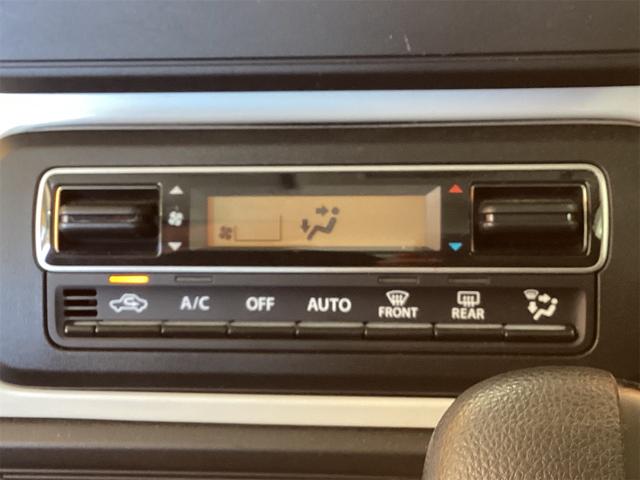 A/C OFF AUTO FRONT REAR